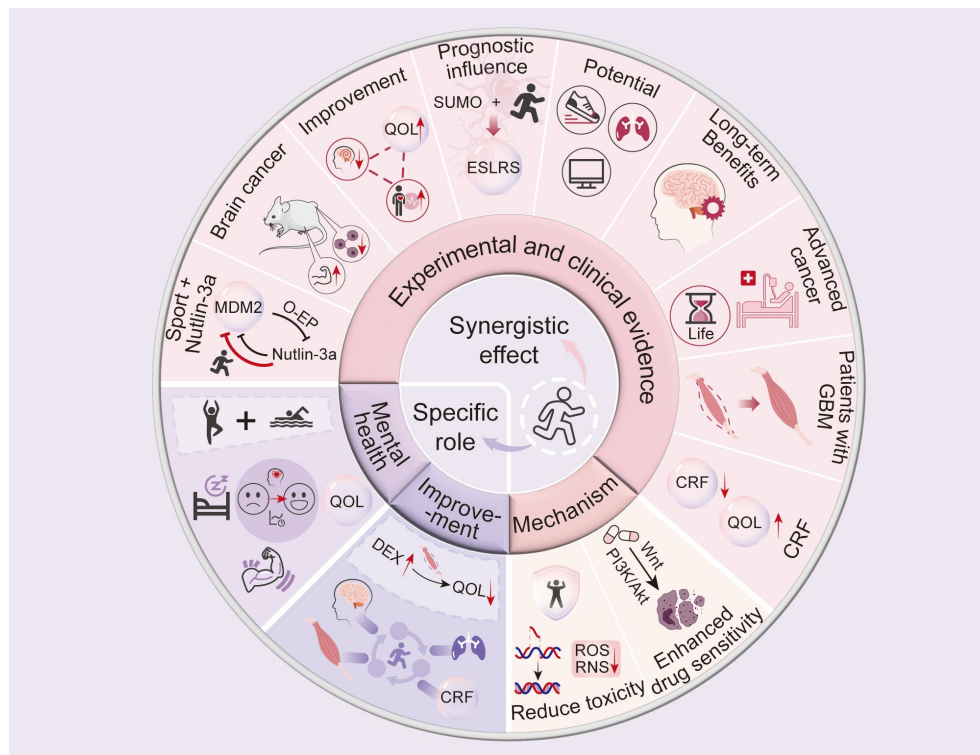 Prognostic
influence
SUMO +
ESLRS
Potential
Long-term
Benefits
Advanced
cancer
Life
Patients with
GBM
CRF
QOL
CRF
Wnt
PI3K/Akt
Enhanced
drug sensitivity
ROS
RNS
Reduce toxicity
DEX
QOL
CRF
+
QOL
Sport +
Nutlin-3a
MDM2
O-EP
Nutlin-3a
Brain cancer
Improvement
QOL
Experimental and clinical evidence
Mechanism
Improve-
-ment
Mental
health
Synergistic
effect
Specific
role